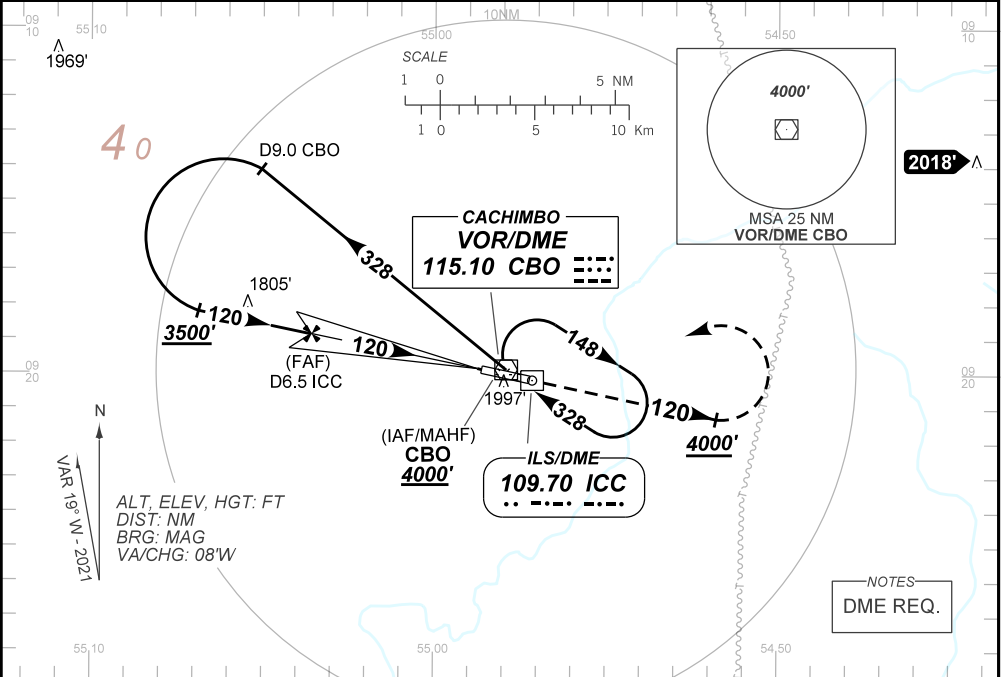 09
10
55 10
10NM
55 00
54 50
09
10
1969'
SCALE
1 0 5 NM
1 0 5 10 Km
4000'
MSA 25 NM
VOR/DME CBO
2018'
4 0
D9.0 CBO
CACHIMBO
VOR/DME
115.10 CBO
328
1805'
120
3500'
(FAF)
D6.5 ICC
120
148
09
20
09
20
1997'
328
120
4000'
(IAF/MAHF)
CBO
4000'
ILS/DME
109.70 ICC
N
VAR 19° W - 2021
ALT, ELEV, HGT: FT
DIST: NM
BRG: MAG
VA/CHG: 08'W
NOTES
DME REQ.
55 10
55 00
54 50